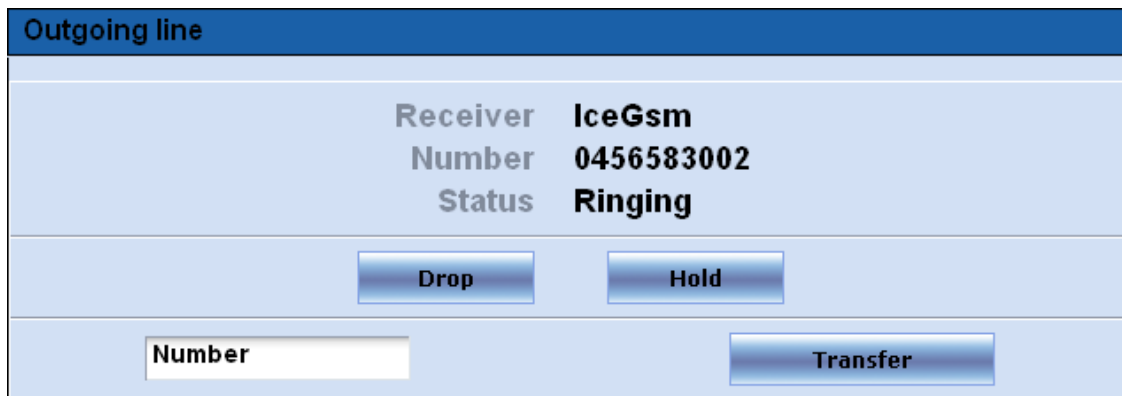 Outgoing line
Receiver IceGsm
Number 0456583002
Status Ringing
Drop Hold
Number Transfer